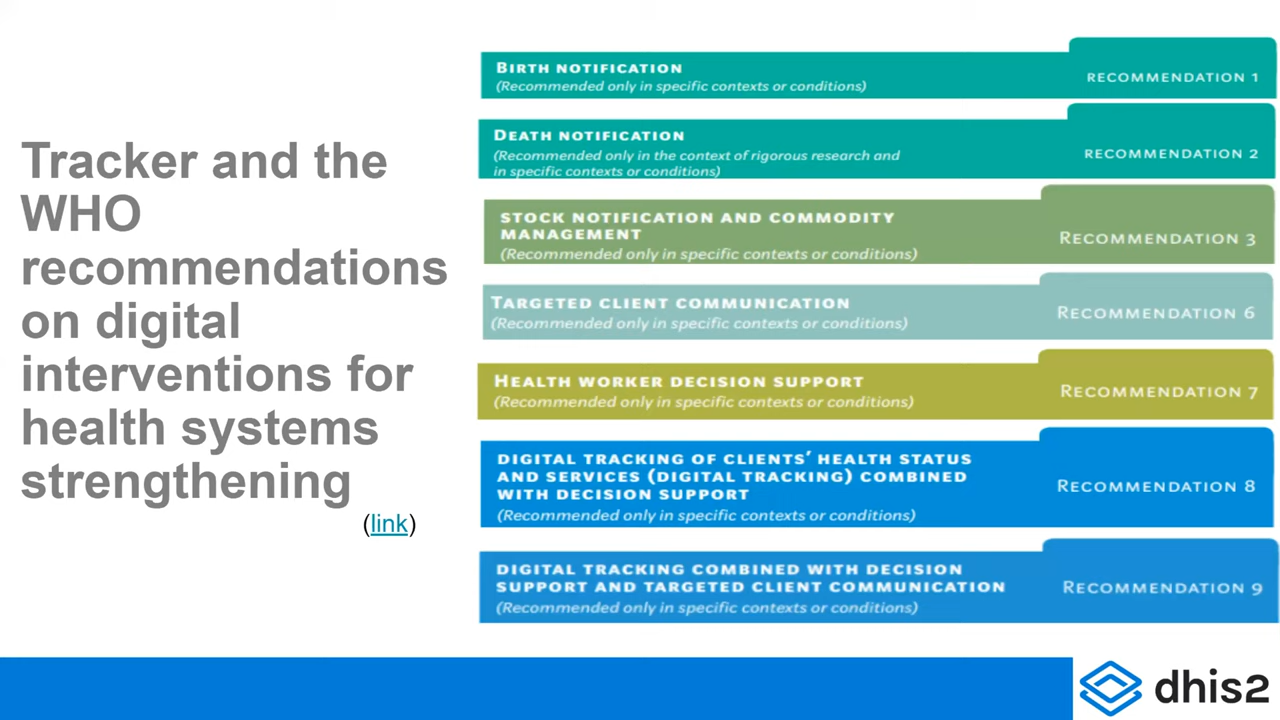 Tracker and the
WHO
recommendations
on digital
interventions for
health systems
strengthening
(link)
BIRTH NOTIFICATION
(Recommended only in specific contexts or conditions)
RECOMMENDATION 1
DEATH NOTIFICATION
(Recommended only in the context of rigorous research and
in specific contexts or conditions)
RECOMMENDATION 2
STOCK NOTIFICATION AND COMMODITY
MANAGEMENT
(Recommended only in specific contexts or conditions)
RECOMMENDATION 3
TARGETED CLIENT COMMUNICATION
(Recommended only in specific contexts or conditions)
RECOMMENDATION 6
HEALTH WORKER DECISION SUPPORT
(Recommended only in specific contexts or conditions)
RECOMMENDATION 7
DIGITAL TRACKING OF CLIENTS' HEALTH STATUS
AND SERVICES (DIGITAL TRACKING) COMBINED
WITH DECISION SUPPORT
(Recommended only in specific contexts or conditions)
RECOMMENDATION 8
DIGITAL TRACKING COMBINED WITH DECISION
SUPPORT AND TARGETED CLIENT COMMUNICATION
(Recommended only in specific contexts or conditions)
RECOMMENDATION 9
dhis2